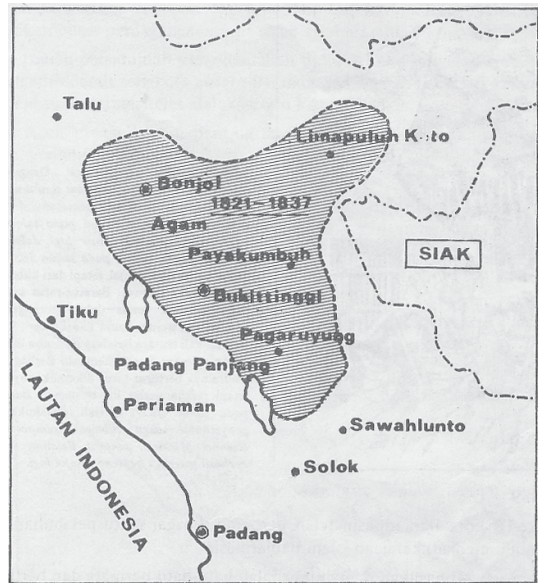 Talu
Limapuluh Koto
Bonjol
1821-1837
Agam
Payakumbuh
SIAK
Bukittinggi
Tiku
Pagaruyung
Padang Panjang
Pariaman
Sawahlunto
Solok
Padang
LAUTAN INDONESIA